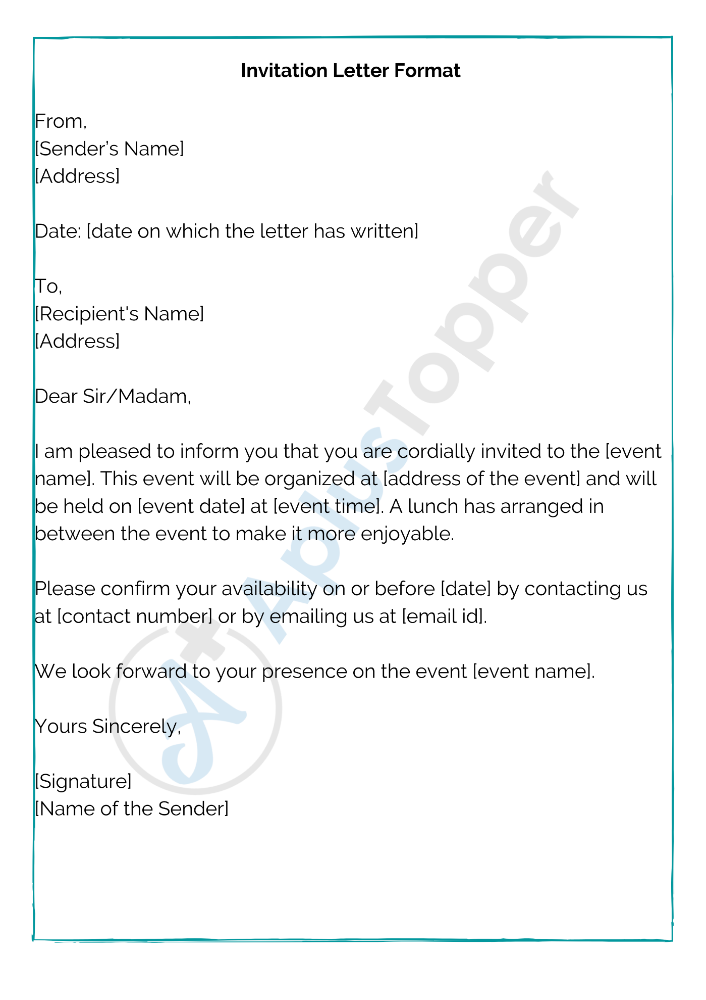 Invitation Letter Format
From,
[Sender’s Name]
[Address]
Date: [date on which the letter has written]
To,
[Recipient's Name]
[Address]
Dear Sir/Madam,
I am pleased to inform you that you are cordially invited to the [event
name]. This event will be organized at [address of the event] and will
be held on [event date] at [event time]. A lunch has arranged in
between the event to make it more enjoyable.
Please confirm your availability on or before [date] by contacting us
at [contact number] or by emailing us at [email id].
We look forward to your presence on the event [event name].
Yours Sincerely,
[Signature]
[Name of the Sender]
AplusTopper
A+